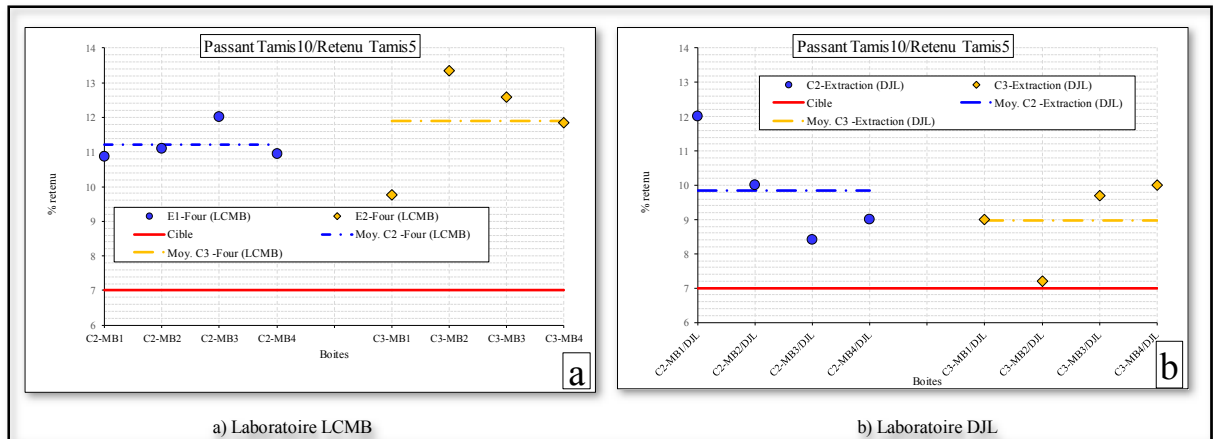 Passant Tamis10/Retenu Tamis5
14
13
12
11
10
9
8
7
6
% retenu
E1-Four (LCMB)
E2-Four (LCMB)
Cible
Moy. C2 -Four (LCMB)
Moy. C3 -Four (LCMB)
C2-MB1
C2-MB2
C2-MB3
C2-MB4
C3-MB1
C3-MB2
C3-MB3
C3-MB4
Boites
a
a) Laboratoire LCMB
Passant Tamis10/Retenu Tamis5
14
13
12
11
10
9
8
7
6
% retenu
C2-Extraction (DJL)
C3-Extraction (DJL)
Cible
Moy. C2 -Extraction (DJL)
Moy. C3 -Extraction (DJL)
C2-MB1/DJL
C2-MB2/DJL
C2-MB3/DJL
C2-MB4/DJL
C3-MB1/DJL
C3-MB2/DJL
C3-MB3/DJL
C3-MB4/DJL
Boites
b
b) Laboratoire DJL